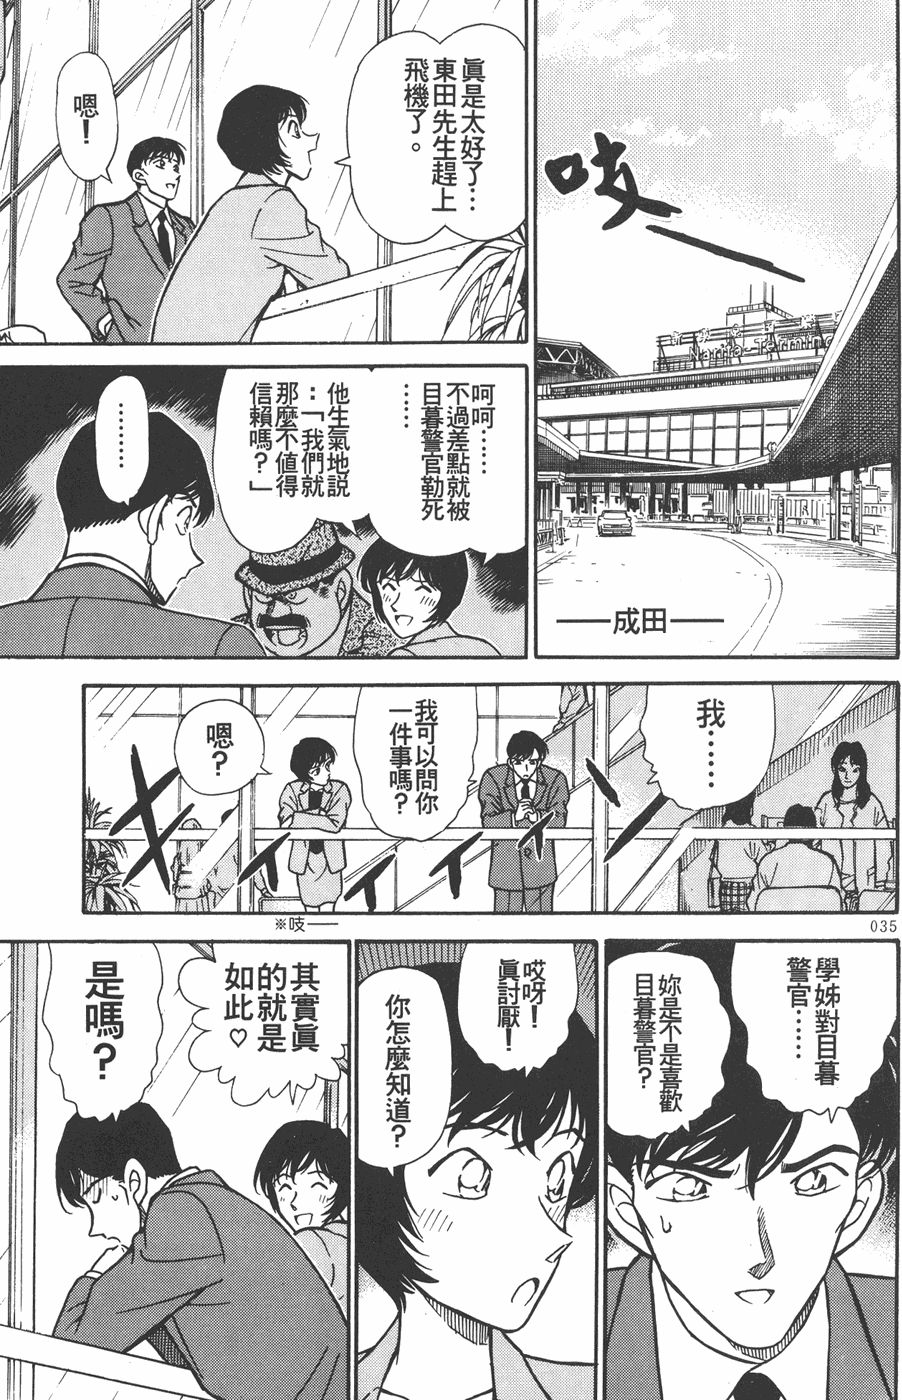 吱—
Narita Termina
——成田——
真是太好了…
東田先生趕上
飛機了。
嗯！
呵呵……
不過差點就被
目暮警官勒死
……
他生氣地說
：「我們就
那麼不值得
信賴嗎？」
………
我……
我可以問你
一件事嗎？
嗯？
※吱——
035
學姊對目暮
警官……
妳是不是喜歡
目暮警官？
哎呀！
真討厭！
你怎麼知道？
其實真
的就是
如此♡
是嗎？